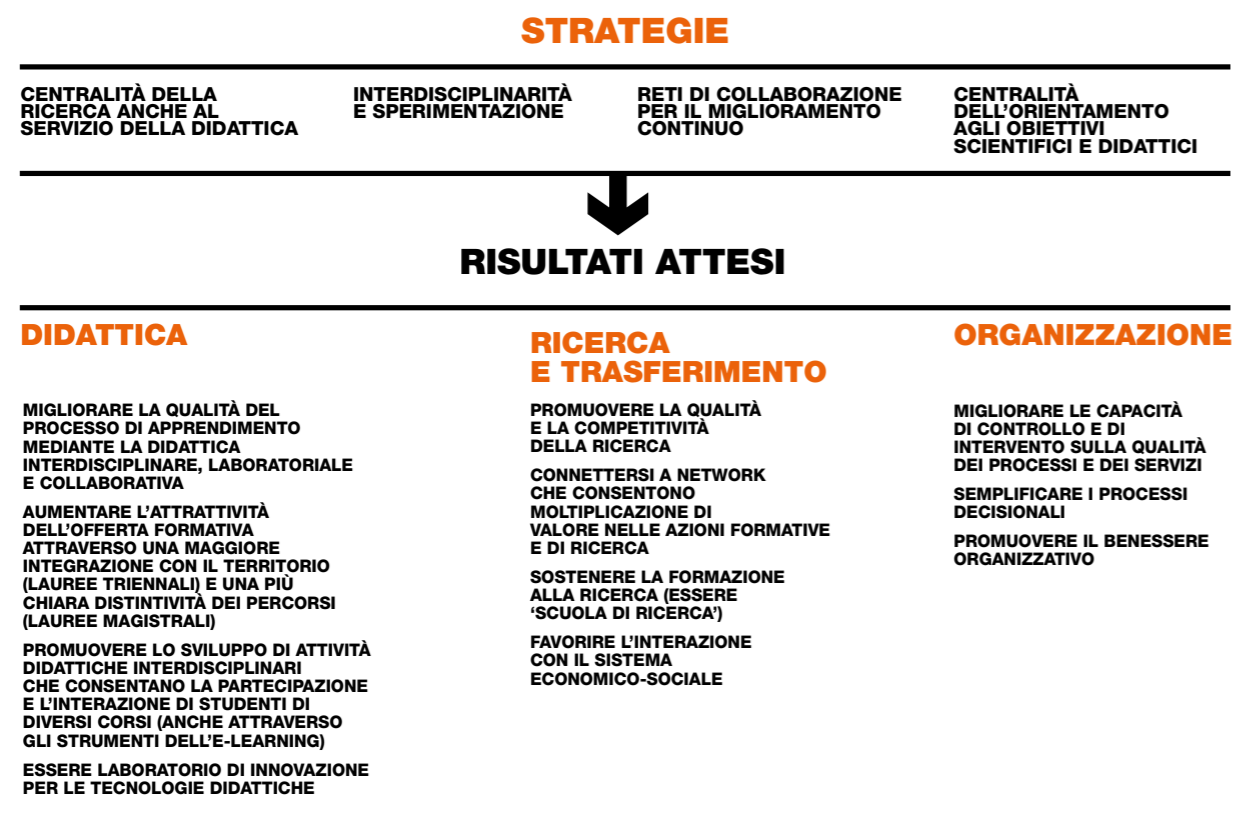 STRATEGIE
CENTRALITÀ DELLA
RICERCA ANCHE AL
SERVIZIO DELLA DIDATTICA
INTERDISCIPLINARITÀ
E SPERIMENTAZIONE
RETI DI COLLABORAZIONE
PER IL MIGLIORAMENTO
CONTINUO
CENTRALITÀ
DELL'ORIENTAMENTO
AGLI OBIETTIVI
SCIENTIFICI E DIDATTICI
RISULTATI ATTESI
DIDATTICA
MIGLIORARE LA QUALITÀ DEL
PROCESSO DI APPRENDIMENTO
MEDIANTE LA DIDATTICA
INTERDISCIPLINARE, LABORATORIALE
E COLLABORATIVA
AUMENTARE L'ATTRATTIVITÀ
DELL'OFFERTA FORMATIVA
ATTRAVERSO UNA MAGGIORE
INTEGRAZIONE CON IL TERRITORIO
(LAUREE TRIENNALI) E UNA PIÙ
CHIARA DISTINTIVITÀ DEI PERCORSI
(LAUREE MAGISTRALI)
PROMUOVERE LO SVILUPPO DI ATTIVITÀ
DIDATTICHE INTERDISCIPLINARI
CHE CONSENTANO LA PARTECIPAZIONE
E L'INTERAZIONE DI STUDENTI DI
DIVERSI CORSI (ANCHE ATTRAVERSO
GLI STRUMENTI DELL'E-LEARNING)
ESSERE LABORATORIO DI INNOVAZIONE
PER LE TECNOLOGIE DIDATTICHE
RICERCA
E TRASFERIMENTO
PROMUOVERE LA QUALITÀ
E LA COMPETITIVITÀ
DELLA RICERCA
CONNETTERSI A NETWORK
CHE CONSENTONO
MOLTIPLICAZIONE DI
VALORE NELLE AZIONI FORMATIVE
E DI RICERCA
SOSTENERE LA FORMAZIONE
ALLA RICERCA (ESSERE
'SCUOLA DI RICERCA')
FAVORIRE L'INTERAZIONE
CON IL SISTEMA
ECONOMICO-SOCIALE
ORGANIZZAZIONE
MIGLIORARE LE CAPACITÀ
DI CONTROLLO E DI
INTERVENTO SULLA QUALITÀ
DEI PROCESSI E DEI SERVIZI
SEMPLIFICARE I PROCESSI
DECISIONALI
PROMUOVERE IL BENESSERE
ORGANIZZATIVO